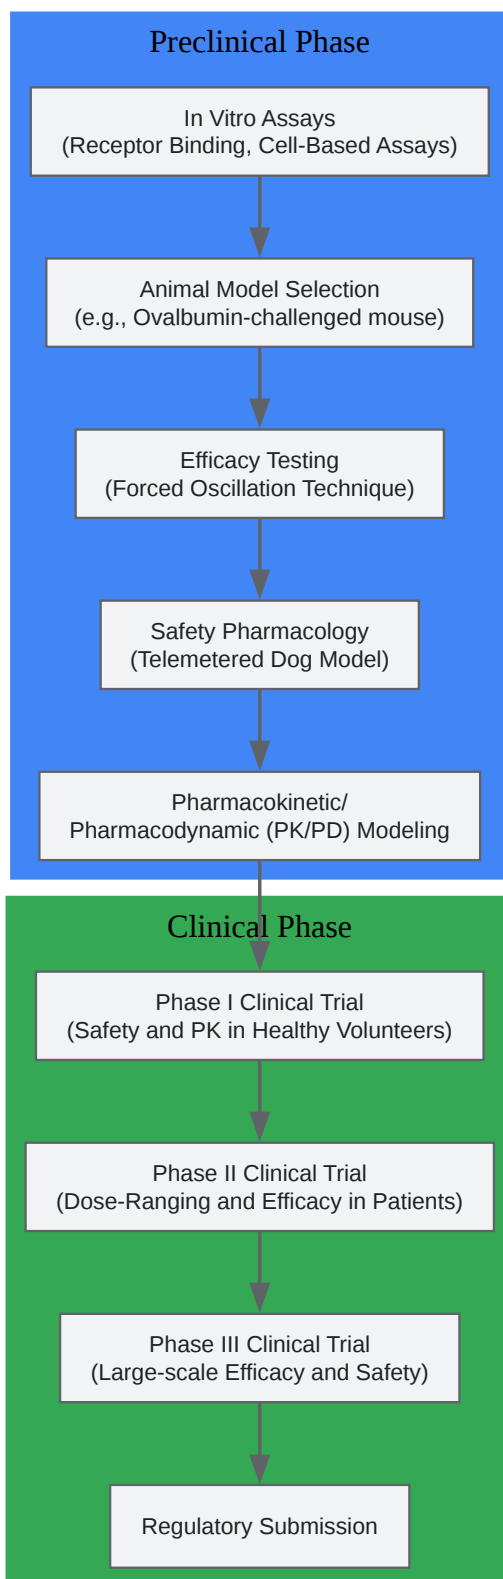 Preclinical Phase
In Vitro Assays
(Receptor Binding, Cell-Based Assays)
Animal Model Selection
(e.g., Ovalbumin-challenged mouse)
Efficacy Testing
(Forced Oscillation Technique)
Safety Pharmacology
(Telemetered Dog Model)
Pharmacokinetic/
Pharmacodynamic (PK/PD) Modeling
Clinical Phase
Phase I Clinical Trial
(Safety and PK in Healthy Volunteers)
Phase II Clinical Trial
(Dose-Ranging and Efficacy in Patients)
Phase III Clinical Trial
(Large-scale Efficacy and Safety)
Regulatory Submission